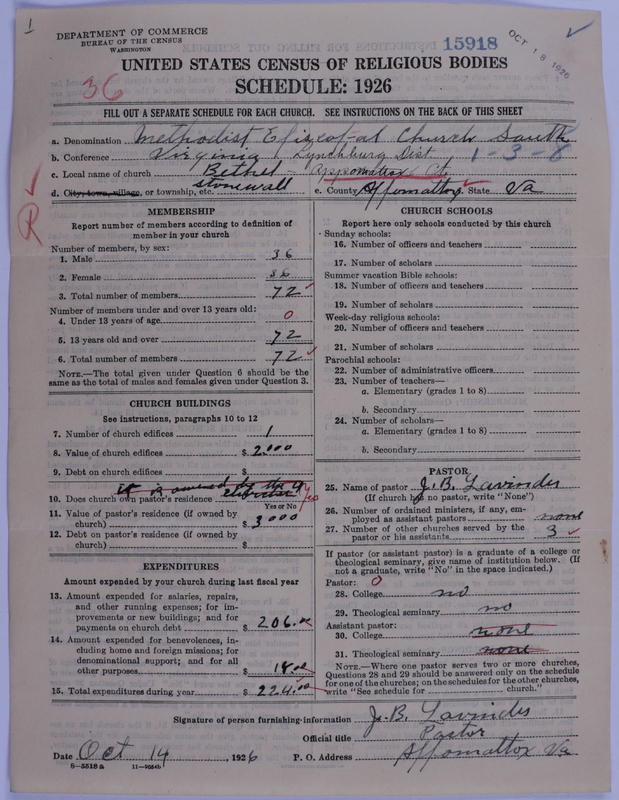 1
DEPARTMENT OF COMMERCE
BUREAU OF THE CENSUS
WASHINGTON
15918
OCT 18 1926
UNITED STATES CENSUS OF RELIGIOUS BODIES
36
SCHEDULE: 1926
FILL OUT A SEPARATE SCHEDULE FOR EACH CHURCH. SEE INSTRUCTIONS ON THE BACK OF THIS SHEET
a. Denomination Methodist Episcopal Church South
b. Conference Virginia / Lynchburg Dist. 1-3-8
c. Local name of church Bethel - Appomattox Ct.
d. City, town, village, or township, etc. Stonewall e. County Appomattox State Va
R
MEMBERSHIP
Report number of members according to definition of
member in your church
Number of members, by sex:
1. Male 36
2. Female 36
3. Total number of members 72
Number of members under and over 13 years old:
4. Under 13 years of age 0
5. 13 years old and over 72
6. Total number of members 72
NOTE.—The total given under Question 6 should be the
same as the total of males and females given under Question 3.
CHURCH BUILDINGS
See instructions, paragraphs 10 to 12
7. Number of church edifices 1
8. Value of church edifices $ 2,000
9. Debt on church edifices $
it is owned by the 4
10. Does church own pastor's residence churches yes
Yes or No
11. Value of pastor's residence (if owned by
church) $ 3000
12. Debt on pastor's residence (if owned by
church) $
EXPENDITURES
Amount expended by your church during last fiscal year
13. Amount expended for salaries, repairs,
and other running expenses; for im-
provements or new buildings; and for
payments on church debt $ 206.00
14. Amount expended for benevolences, in-
cluding home and foreign missions; for
denominational support; and for all
other purposes $ 18.00
15. Total expenditures during year $ 224.00
CHURCH SCHOOLS
Report here only schools conducted by this church
Sunday schools:
16. Number of officers and teachers
17. Number of scholars
Summer vacation Bible schools:
18. Number of officers and teachers
19. Number of scholars
Week-day religious schools:
20. Number of officers and teachers
21. Number of scholars
Parochial schools:
22. Number of administrative officers
23. Number of teachers—
a. Elementary (grades 1 to 8)
b. Secondary
24. Number of scholars—
a. Elementary (grades 1 to 8)
b. Secondary
PASTOR
25. Name of pastor J. B. Lavinder
(If church has no pastor, write "None")
26. Number of ordained ministers, if any, em-
ployed as assistant pastors none
27. Number of other churches served by the
pastor or his assistants 3
If pastor (or assistant pastor) is a graduate of a college or
theological seminary, give name of institution below. (If
not a graduate, write "No" in the space indicated.)
Pastor: 0
28. College no
29. Theological seminary no
Assistant pastor:
30. College none
31. Theological seminary none
NOTE.—Where one pastor serves two or more churches,
Questions 28 and 29 should be answered only on the schedule
for one of the churches; on the schedules for the other churches,
write "See schedule for church."
Signature of person furnishing information J. B. Lavinder
Official title Pastor
Date Oct 14, 1926 P. O. Address Appomattox Va
8-5518 a